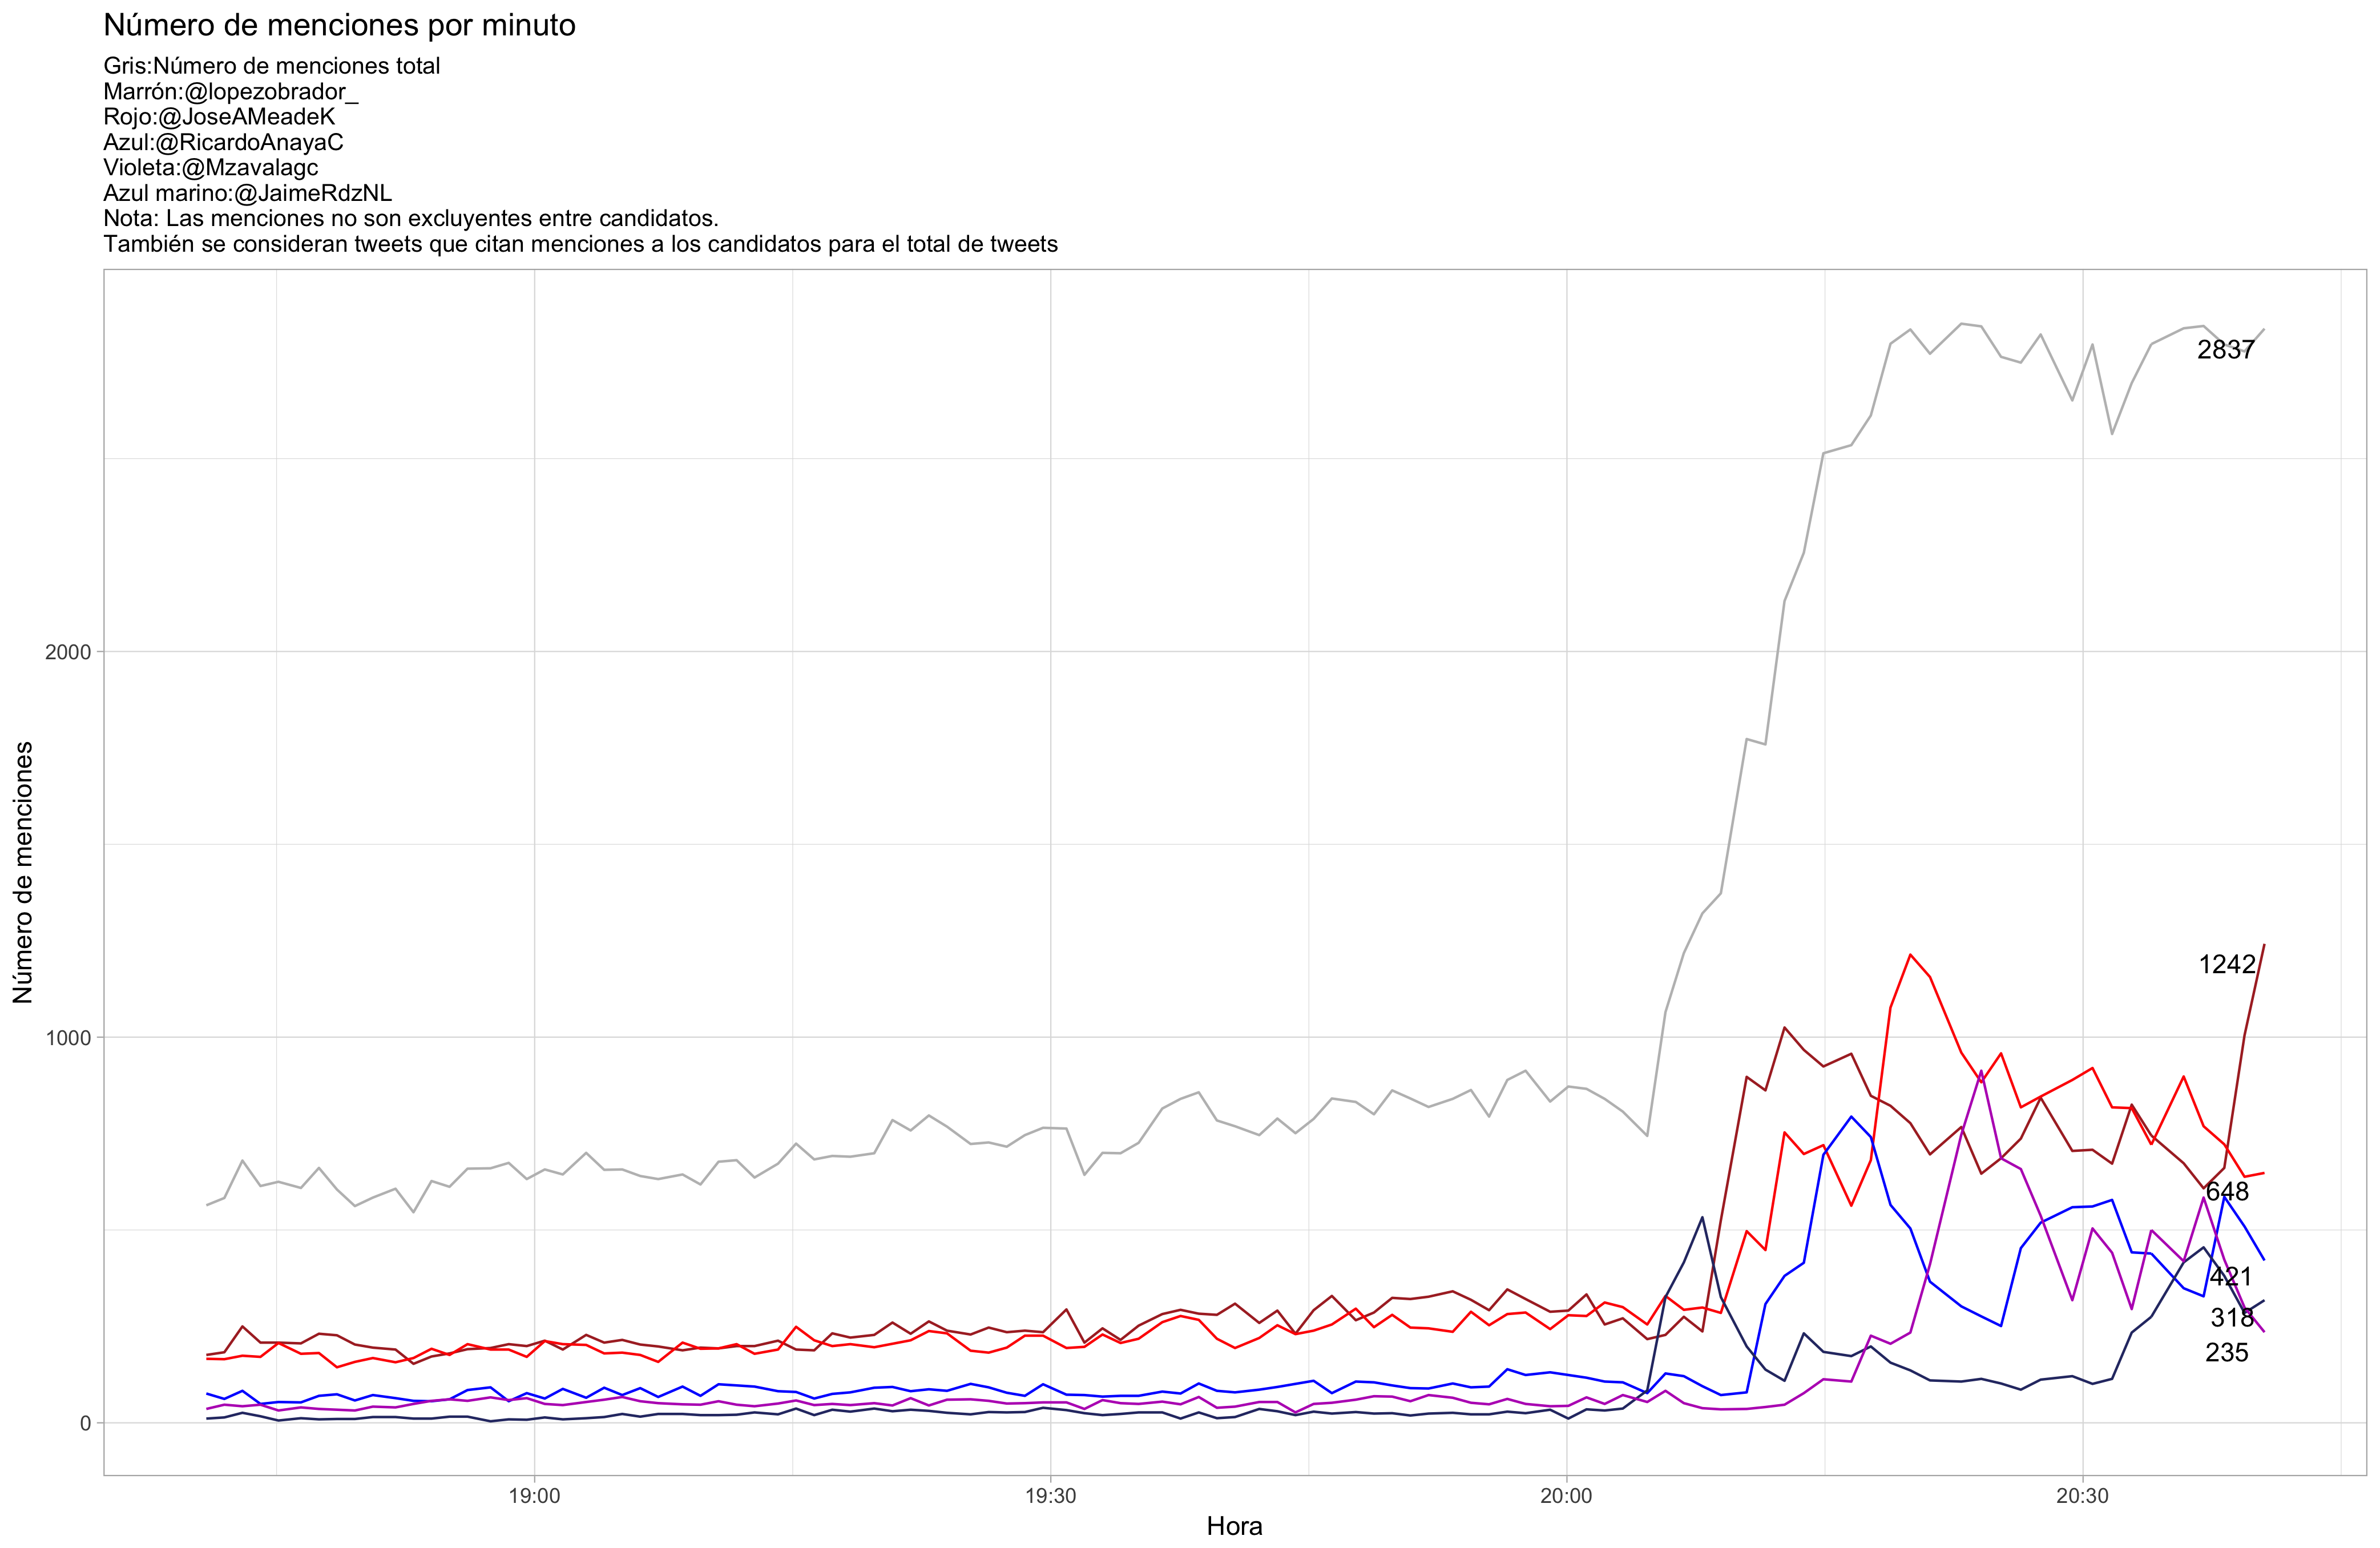 Número de menciones por minuto
Gris:Número de menciones total
Marrón:@lopezobrador_
Rojo:@JoseAMeadeK
Azul:@RicardoAnayaC
Violeta:@Mzavalagc
Azul marino:@JaimeRdzNL
Nota: Las menciones no son excluyentes entre candidatos.
También se consideran tweets que citan menciones a los candidatos para el total de tweets
Número de menciones
2000
1000
0
2837
1242
648
421
318
235
19:00
19:30
20:00
20:30
Hora